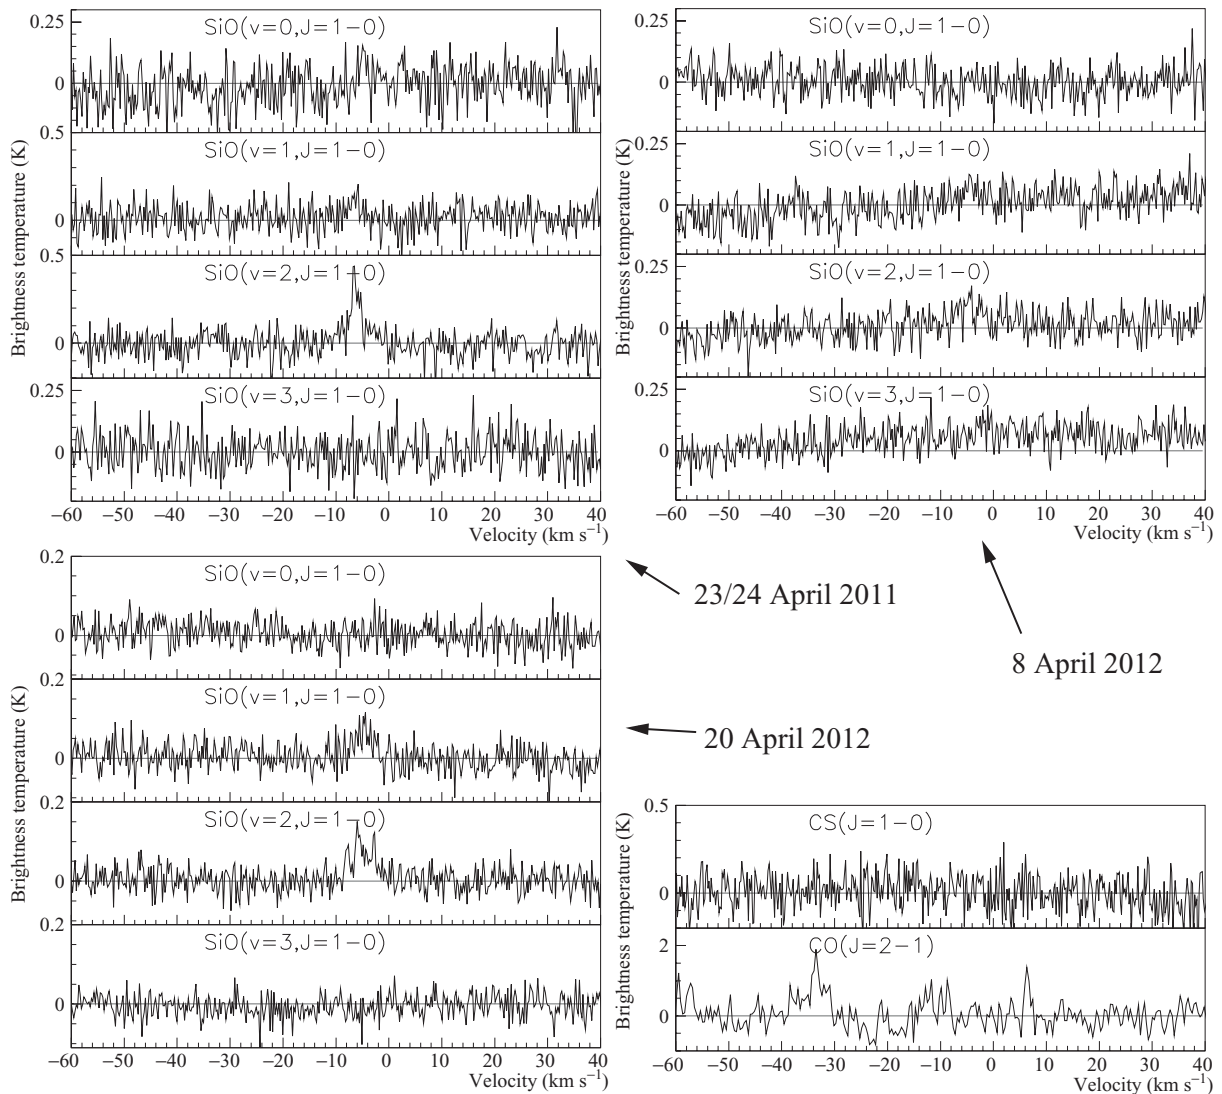 SiO(v=0,J=1−0)
0.25
0
Brightness temperature (K)
SiO(v=1,J=1−0)
0.5
0
SiO(v=2,J=1−0)
0.5
0
SiO(v=3,J=1−0)
0.25
0
−60 −50 −40 −30 −20 −10 0 10 20 30 40
Velocity (km s−1)
SiO(v=0,J=1−0)
0.25
0
Brightness temperature (K)
SiO(v=1,J=1−0)
0.25
0
SiO(v=2,J=1−0)
0.25
0
SiO(v=3,J=1−0)
0.25
0
−60 −50 −40 −30 −20 −10 0 10 20 30 40
Velocity (km s−1)
23/24 April 2011
8 April 2012
20 April 2012
SiO(v=0,J=1−0)
0.2
0
Brightness temperature (K)
SiO(v=1,J=1−0)
0.2
0
SiO(v=2,J=1−0)
0.2
0
SiO(v=3,J=1−0)
0.2
0
−60 −50 −40 −30 −20 −10 0 10 20 30 40
Velocity (km s−1)
CS(J=1−0)
0.5
0
Brightness temperature (K)
CO(J=2−1)
2
0
−60 −50 −40 −30 −20 −10 0 10 20 30 40
Velocity (km s−1)